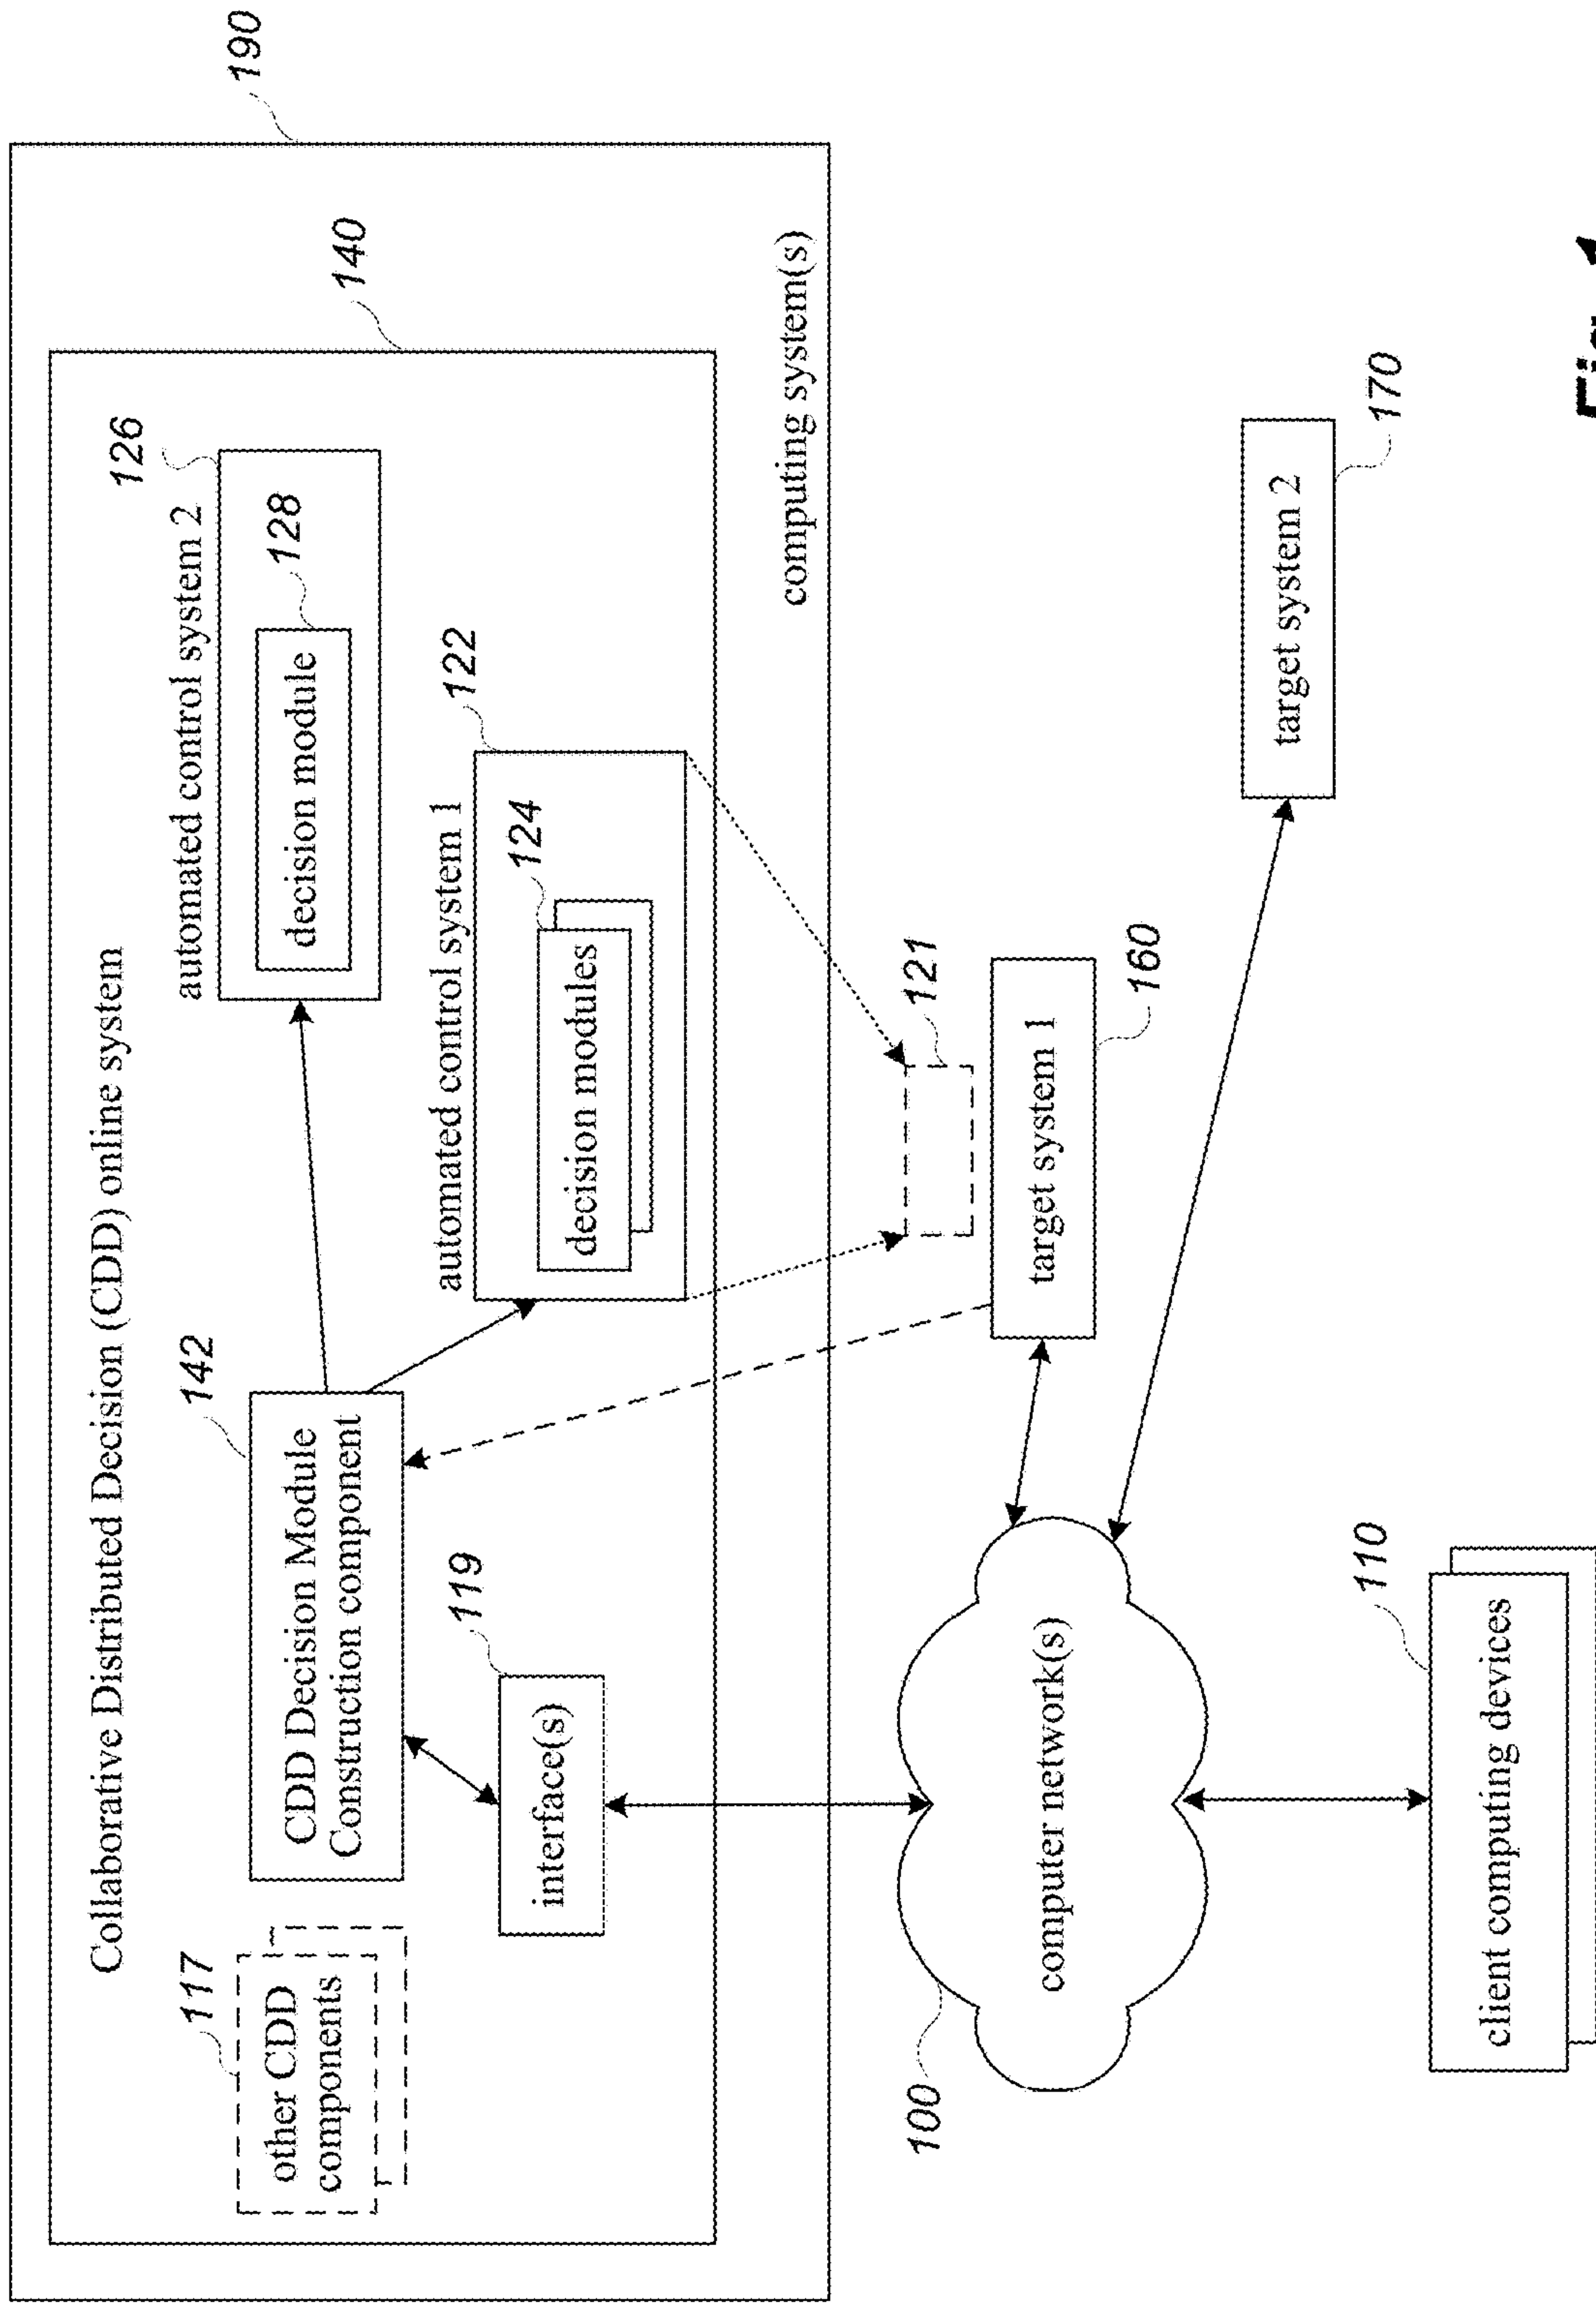 190
Collaborative Distributed Decision (CDD) online system
140
117
other CDD
components
142
CDD Decision Module
Construction component
automated control system 2
126
decision module
128
119
interface(s)
automated control system 1
122
decision modules
124
computing system(s)
100
computer network(s)
121
target system 1
160
target system 2
170
110
client computing devices